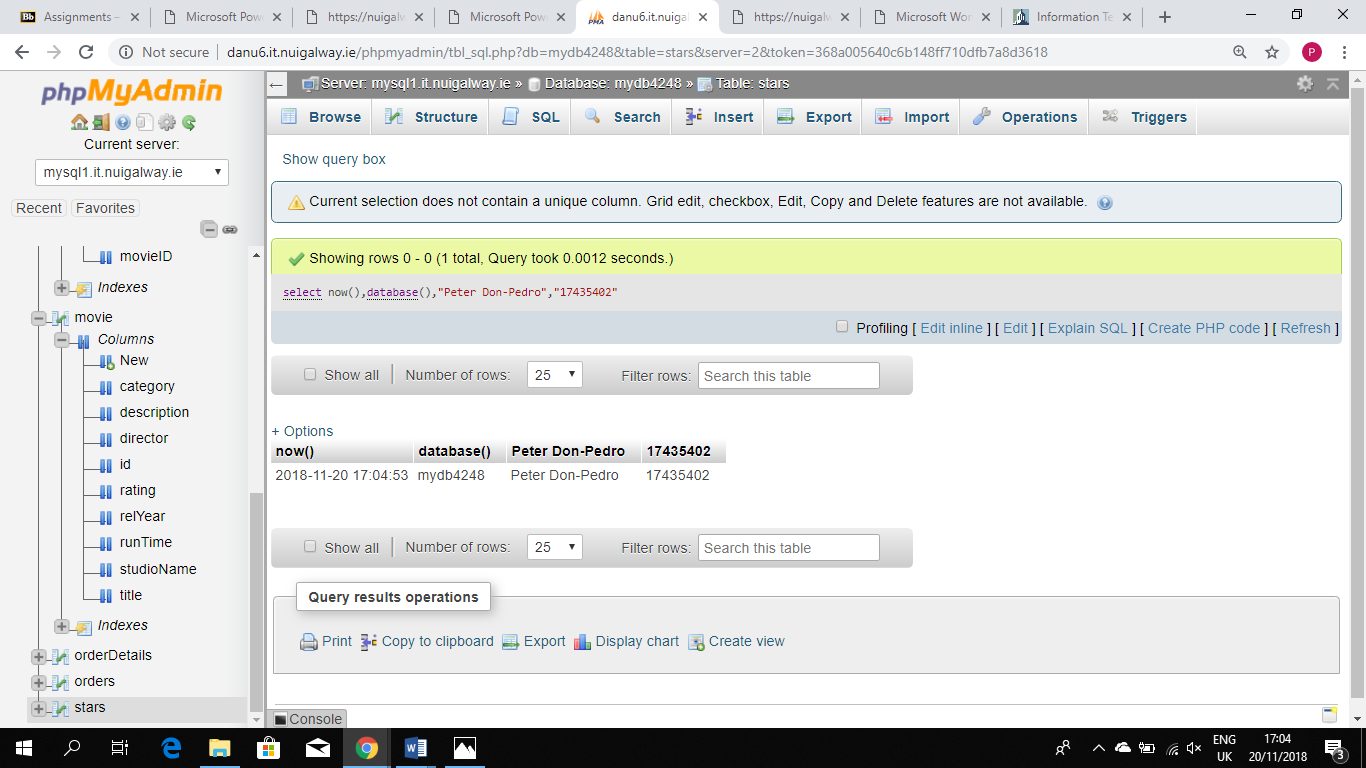 Assignments –
Microsoft Pow
https://nuigalw
Microsoft Pow
danu6.it.nuiga
https://nuigalw
Microsoft Wor
Information Te
Not secure | danu6.it.nuigalway.ie/phpmyadmin/tbl_sql.php?db=mydb4248&table=stars&server=2&token=368a005640c6b148ff710dfb7a8d3618
P
phpMyAdmin
Current server:
mysql1.it.nuigalway.ie
Recent Favorites
movieID
Indexes
movie
Columns
New
category
description
director
id
rating
relYear
runTime
studioName
title
Indexes
orderDetails
orders
stars
Server: mysql1.it.nuigalway.ie » Database: mydb4248 » Table: stars
Browse Structure SQL Search Insert Export Import Operations Triggers
Show query box
Current selection does not contain a unique column. Grid edit, checkbox, Edit, Copy and Delete features are not available.
Showing rows 0 - 0 (1 total, Query took 0.0012 seconds.)
select now(),database(),"Peter Don-Pedro","17435402"
Profiling [ Edit inline ] [ Edit ] [ Explain SQL ] [ Create PHP code ] [ Refresh ]
Show all | Number of rows: 25 Filter rows: Search this table
+ Options
now() database() Peter Don-Pedro 17435402
2018-11-20 17:04:53 mydb4248 Peter Don-Pedro 17435402
Show all | Number of rows: 25 Filter rows: Search this table
Query results operations
Print Copy to clipboard Export Display chart Create view
Console
ENG 17:04
UK 20/11/2018 3